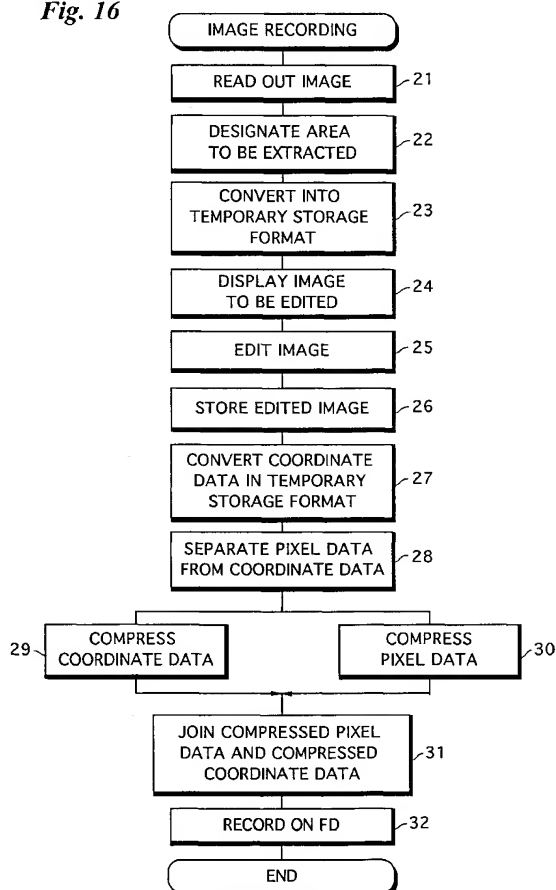 Fig. 16
IMAGE RECORDING
READ OUT IMAGE
21
DESIGNATE AREA
TO BE EXTRACTED
22
CONVERT INTO
TEMPORARY STORAGE
FORMAT
23
DISPLAY IMAGE
TO BE EDITED
24
EDIT IMAGE
25
STORE EDITED IMAGE
26
CONVERT COORDINATE
DATA IN TEMPORARY
STORAGE FORMAT
27
SEPARATE PIXEL DATA
FROM COORDINATE DATA
28
29
COMPRESS
COORDINATE DATA
COMPRESS
PIXEL DATA
30
JOIN COMPRESSED PIXEL
DATA AND COMPRESSED
COORDINATE DATA
31
RECORD ON FD
32
END